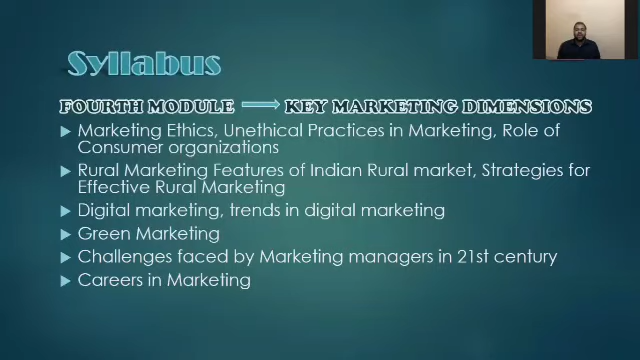 Syllabus
FOURTH MODULE KEY MARKETING DIMENSIONS
Marketing Ethics, Unethical Practices in Marketing, Role of
Consumer organizations
Rural Marketing Features of Indian Rural market, Strategies for
Effective Rural Marketing
Digital marketing, trends in digital marketing
Green Marketing
Challenges faced by Marketing managers in 21st century
Careers in Marketing